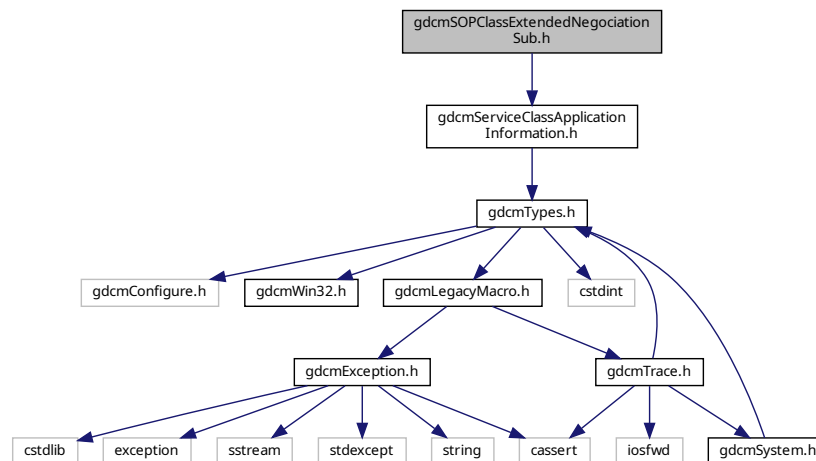 gdcmSOPClassExtendedNegociation
Sub.h
gdcmServiceClassApplication
Information.h
gdcmTypes.h
gdcmConfigure.h
gdcmWin32.h
gdcmLegacyMacro.h
cstdint
gdcmException.h
gdcmTrace.h
cstdlib
exception
sstream
stdexcept
string
cassert
iosfwd
gdcmSystem.h